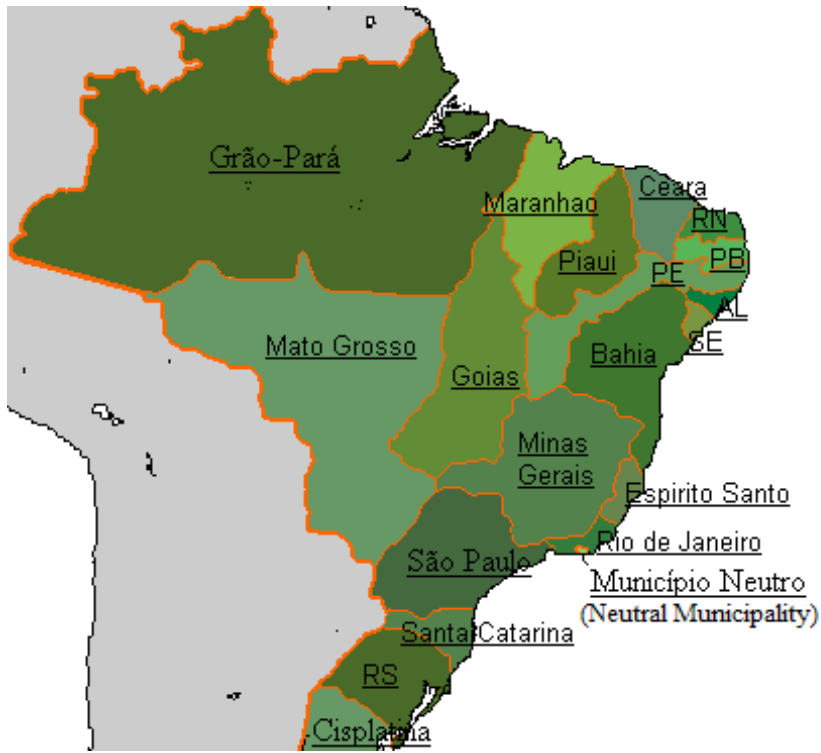 Grão-Pará
Ceara
Maranhao
RN
Piaui
PE
PB
AL
SE
Mato Grosso
Bahia
Goias
Minas
Gerais
Espirito Santo
Rio de Janeiro
São Paulo
Município Neutro
(Neutral Municipality)
Santa Catarina
RS
Cisplatina